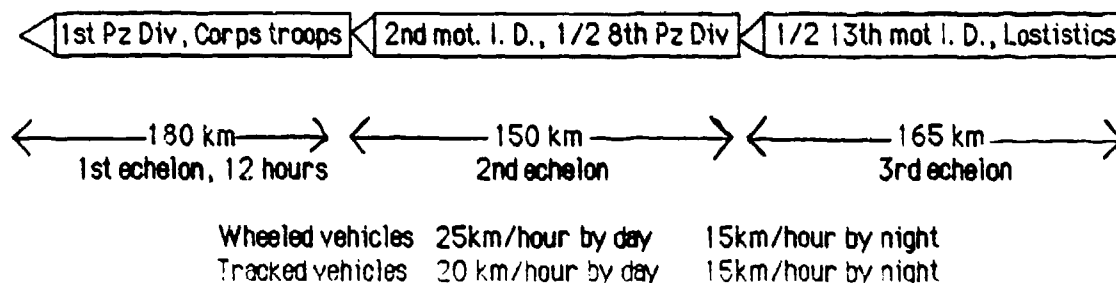 1st Pz Div, Corps troops 2nd mot. I. D., 1/2 8th Pz Div 1/2 13th mot I. D., Lostistics
180 km 150 km 165 km
1st echelon, 12 hours 2nd echelon 3rd echelon
Wheeled vehicles 25km/hour by day 15km/hour by night
Tracked vehicles 20 km/hour by day 15km/hour by night